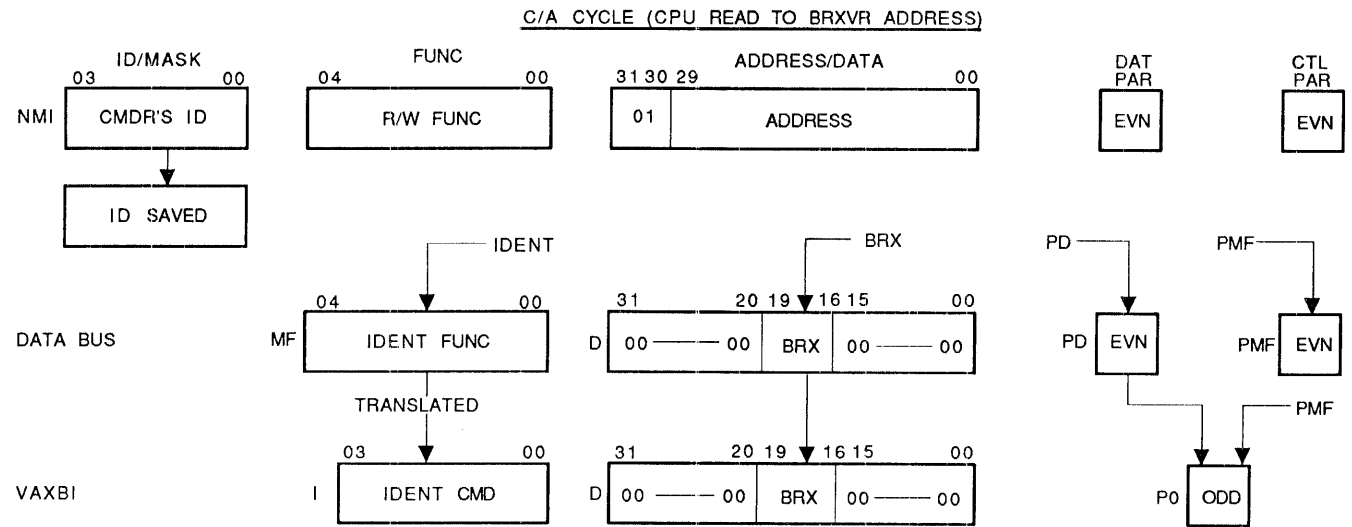 C/A CYCLE (CPU READ TO BRXVR ADDRESS)
ID/MASK FUNC ADDRESS/DATA DAT PAR CTL PAR
03 00 04 00 31 30 29 00
NMI CMDR'S ID R/W FUNC 01 ADDRESS EVN EVN
ID SAVED
IDENT BRX PD PMF
04 00 31 20 19 16 15 00
DATA BUS MF IDENT FUNC D 00 00 BRX 00 00 PD EVN PMF EVN
TRANSLATED PMF
03 00 31 20 19 16 15 00
VAXBI I IDENT CMD D 00 00 BRX 00 00 P0 ODD